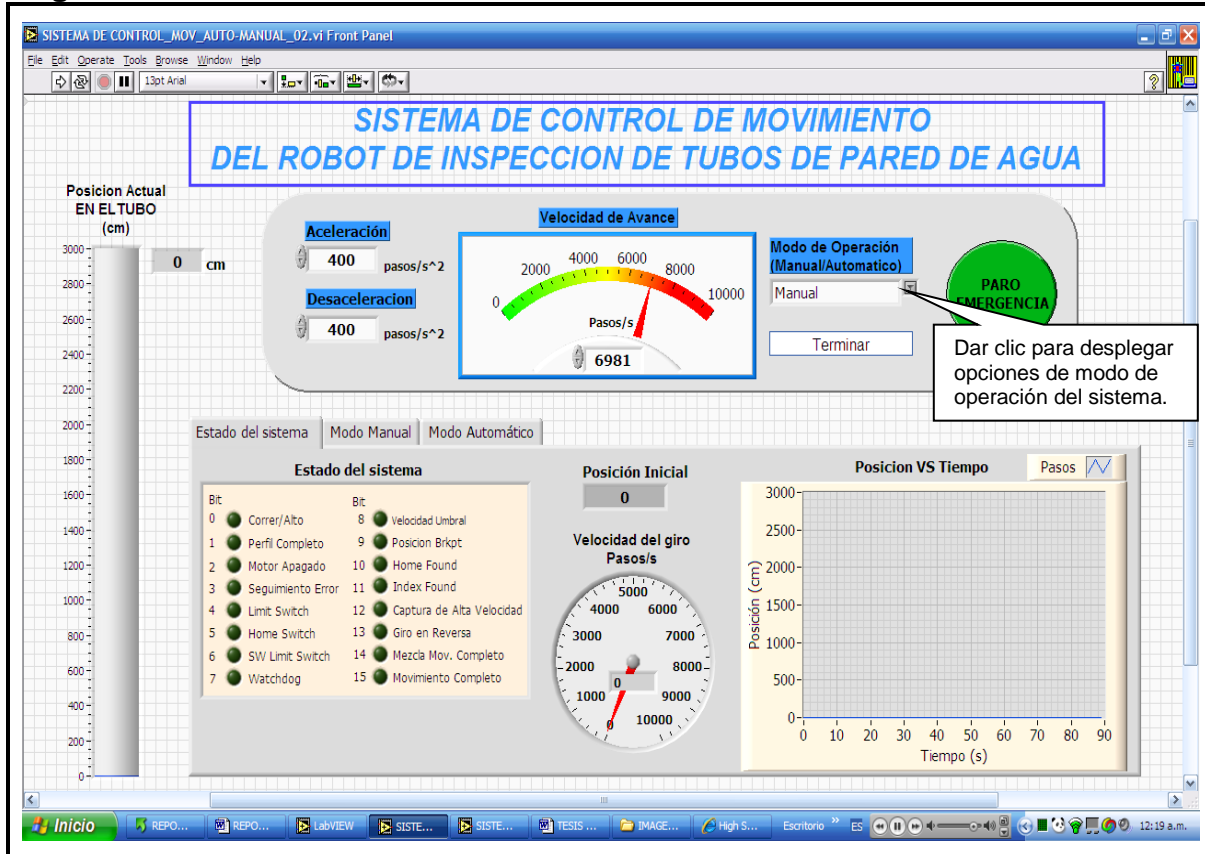 SISTEMA DE CONTROL_MOV_AUTO-MANUAL_02.vi Front Panel
File Edit Operate Tools Browse Window Help
13pt Arial
SISTEMA DE CONTROL DE MOVIMIENTO
DEL ROBOT DE INSPECCION DE TUBOS DE PARED DE AGUA
Posicion Actual
EN EL TUBO
(cm)
3000
2800
2600
2400
2200
2000
1800
1600
1400
1200
1000
800
600
400
200
0
0 cm
Aceleración
400 pasos/s^2
Desaceleracion
400 pasos/s^2
Velocidad de Avance
0 2000 4000 6000 8000 10000
Pasos/s
6981
Modo de Operación
(Manual/Automatico)
Manual
Terminar
PARO
EMERGENCIA
Dar clic para desplegar
opciones de modo de
operación del sistema.
Estado del sistema Modo Manual Modo Automático
Estado del sistema
Bit Bit
0 Correr/Alto 8 Velocidad Umbral
1 Perfil Completo 9 Posicion Brkpt
2 Motor Apagado 10 Home Found
3 Seguimiento Error 11 Index Found
4 Limit Switch 12 Captura de Alta Velocidad
5 Home Switch 13 Giro en Reversa
6 SW Limit Switch 14 Mezcla Mov. Completo
7 Watchdog 15 Movimiento Completo
Posición Inicial
0
Velocidad del giro
Pasos/s
0 1000 2000 3000 4000 5000 6000 7000 8000 9000 10000
0
Posicion VS Tiempo
Pasos
Posición (cm)
3000
2500
2000
1500
1000
500
0
0 10 20 30 40 50 60 70 80 90
Tiempo (s)
Inicio REPO... REPO... LabVIEW SISTE... SISTE... TESIS ... IMAGE... High S... Escritorio » ES 12:19 a.m.